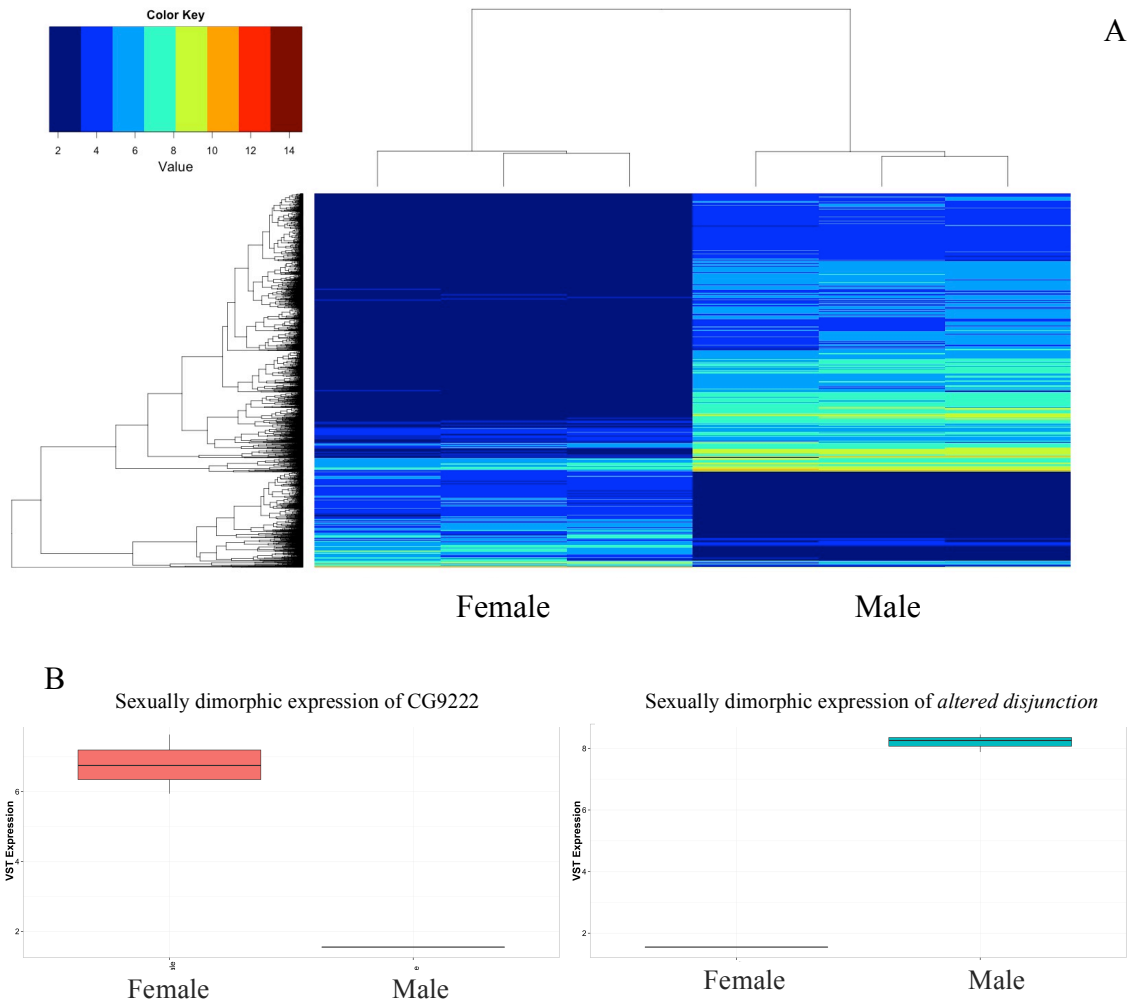 Color Key
A
2 4 6 8 10 12 14
Value
Female Male
B
Sexually dimorphic expression of CG9222
VST Expression
6
4
2
Female Male
Sexually dimorphic expression of altered disjunction
VST Expression
8
6
4
2
Female Male